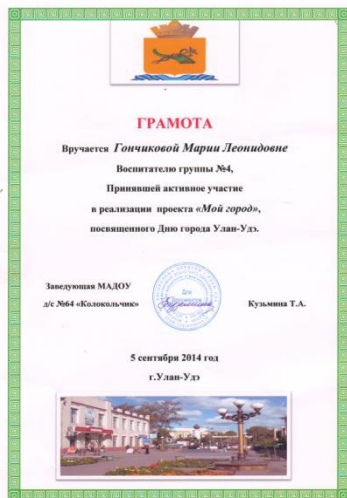 ГРАМОТА
Вручается Гончиковой Марии Леонидовне
Воспитателю группы №4,
Принявшей активное участие
в реализации проекта «Мой город»,
посвященного Дню города Улан-Удэ.
Заведующая МАДОУ
д/с №64 «Колокольчик»
Кузьмина Т.А.
5 сентября 2014 год
г.Улан-Удэ